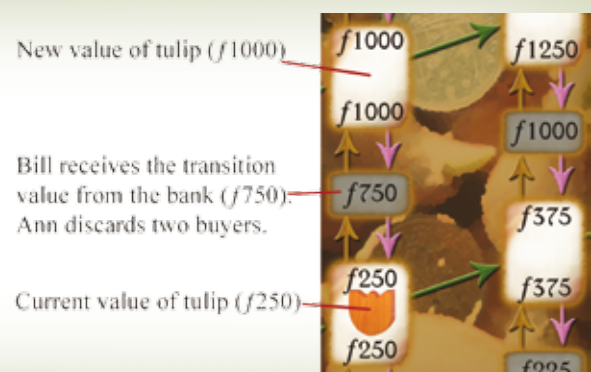 New value of tulip (ƒ1000)
Bill receives the transition
value from the bank (ƒ750).
Ann discards two buyers.
Current value of tulip (ƒ250)
ƒ1000
ƒ1000
ƒ750
ƒ250
ƒ250
ƒ1250
ƒ1000
ƒ375
ƒ375
ƒ225